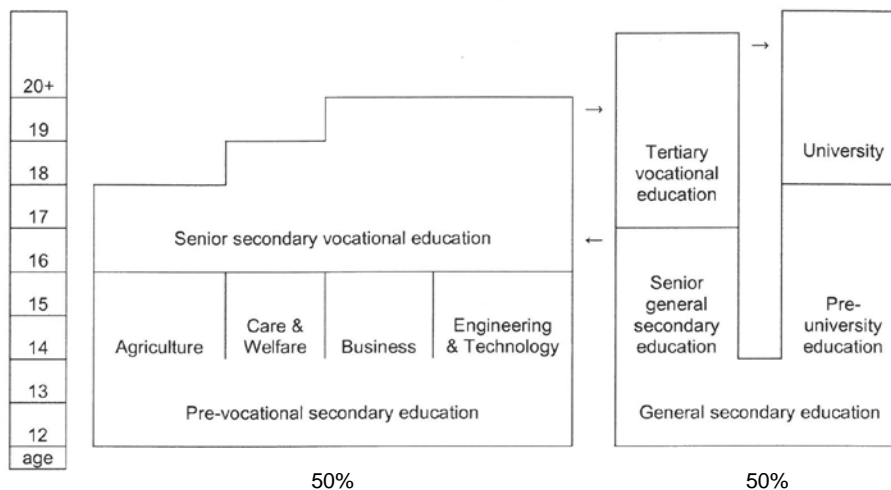 20+
19
18
17
16
15
14
13
12
age
Senior secondary vocational education
Agriculture
Care &
Welfare
Business
Engineering
& Technology
Pre-vocational secondary education
50%
→
←
→
Tertiary
vocational
education
University
Senior
general
secondary
education
Pre-
university
education
General secondary education
50%